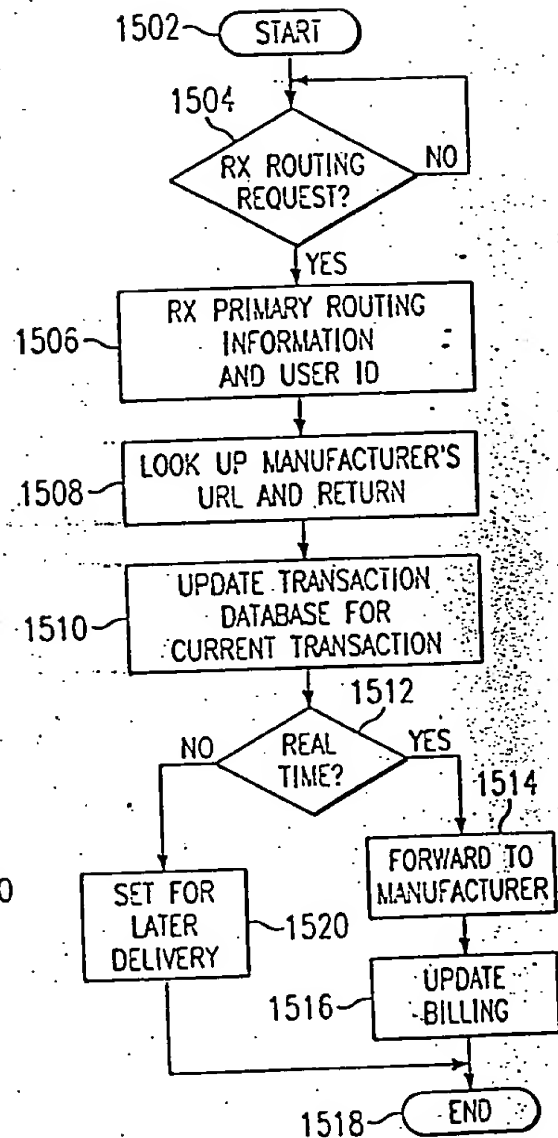 1502
START
1504
RX ROUTING
REQUEST?
NO
YES
1506
RX PRIMARY ROUTING
INFORMATION
AND USER ID
1508
LOOK UP MANUFACTURER'S
URL AND RETURN
1510
UPDATE TRANSACTION
DATABASE FOR
CURRENT TRANSACTION
1512
NO
REAL
TIME?
YES
1514
FORWARD TO
MANUFACTURER
0
SET FOR
LATER
DELIVERY
1520
1516
UPDATE
BILLING
1518
END